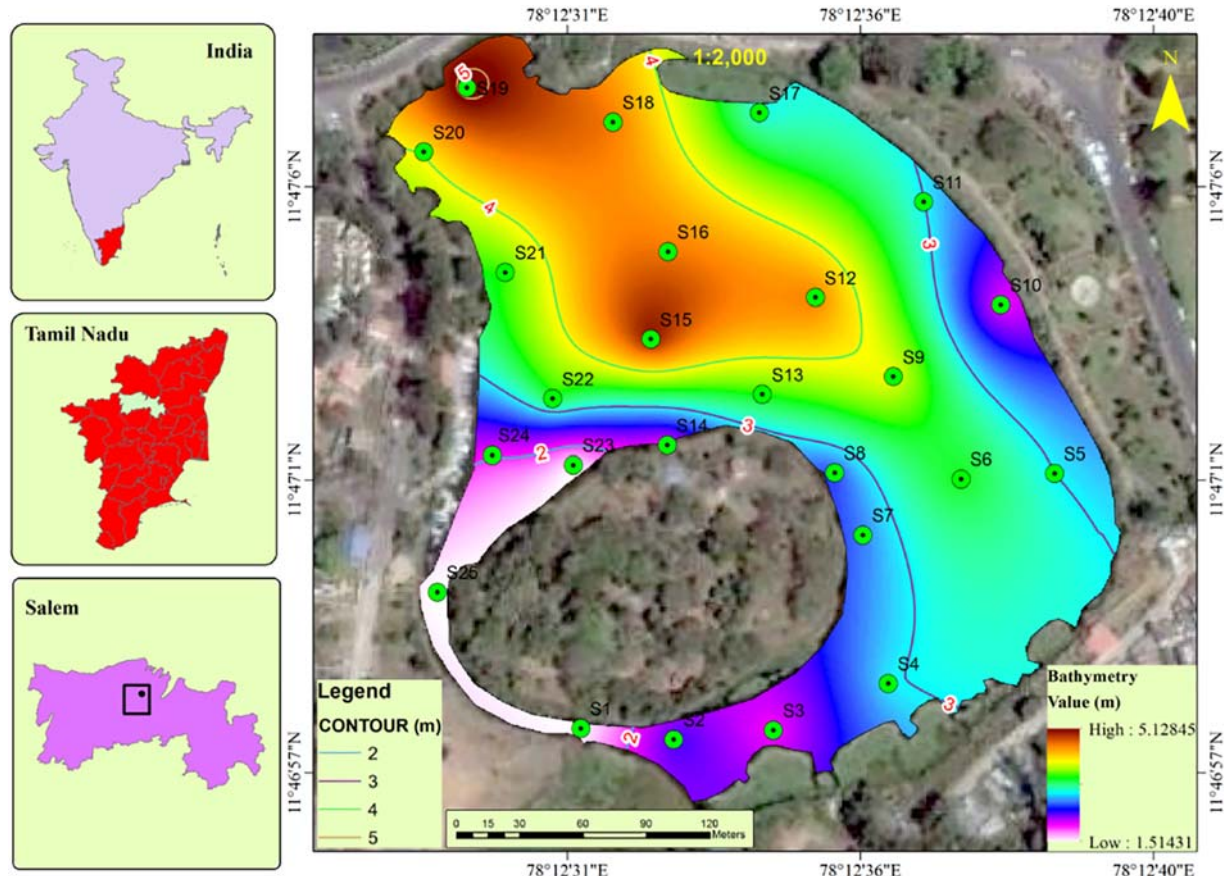 India
Tamil Nadu
Salem
78°12'31"E
78°12'36"E
78°12'40"E
11°47'6"N
11°47'1"N
11°46'57"N
11°47'6"N
11°47'1"N
11°46'57"N
1:2,000
N
5
4
S19
S18
S17
S20
S11
4
3
S16
S21
S10
S12
S15
S9
S22
S13
S14
3
S24
2
S23
S8
S6
S5
S7
S25
S4
3
S1
2
S2
S3
Legend
CONTOUR (m)
2
3
4
5
0 15 30 60 90 120
Meters
Bathymetry
Value (m)
High : 5.12845
Low : 1.51431
78°12'31"E
78°12'36"E
78°12'40"E